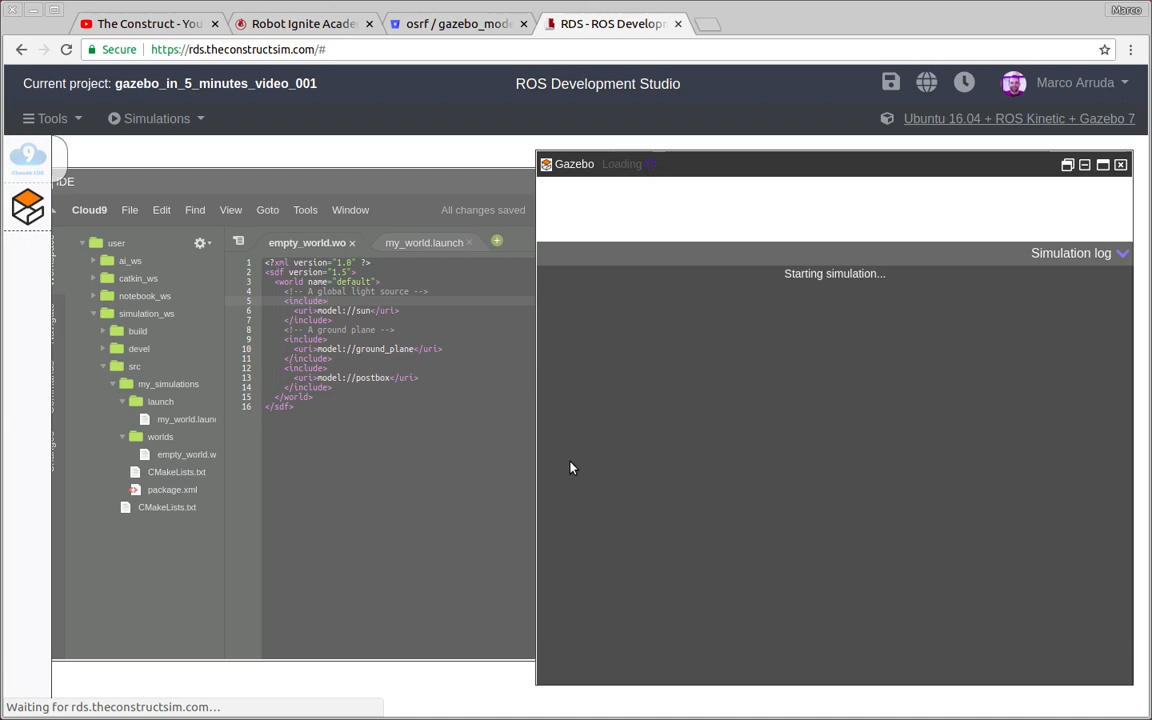 Marco
The Construct - You
Robot Ignite Acade
osrf / gazebo_mode
RDS - ROS Develop
Secure
https://rds.theconstructsim.com/#
Current project: gazebo_in_5_minutes_video_001
ROS Development Studio
Marco Arruda
Tools
Simulations
Ubuntu 16.04 + ROS Kinetic + Gazebo 7
IDE
Gazebo Loading
Cloud9 File Edit Find View Goto Tools Window All changes saved
Simulation log
Starting simulation...
user
ai_ws
catkin_ws
notebook_ws
simulation_ws
build
devel
src
my_simulations
launch
my_world.laun
worlds
empty_world.w
CMakeLists.txt
package.xml
CMakeLists.txt
empty_world.wo
my_world.launch
1 <?xml version="1.0" ?>
2 <sdf version="1.5">
3 <world name="default">
4 <!-- A global light source -->
5 <include>
6 <uri>model://sun</uri>
7 </include>
8 <!-- A ground plane -->
9 <include>
10 <uri>model://ground_plane</uri>
11 </include>
12 <include>
13 <uri>model://postbox</uri>
14 </include>
15 </world>
16 </sdf>
Waiting for rds.theconstructsim.com...